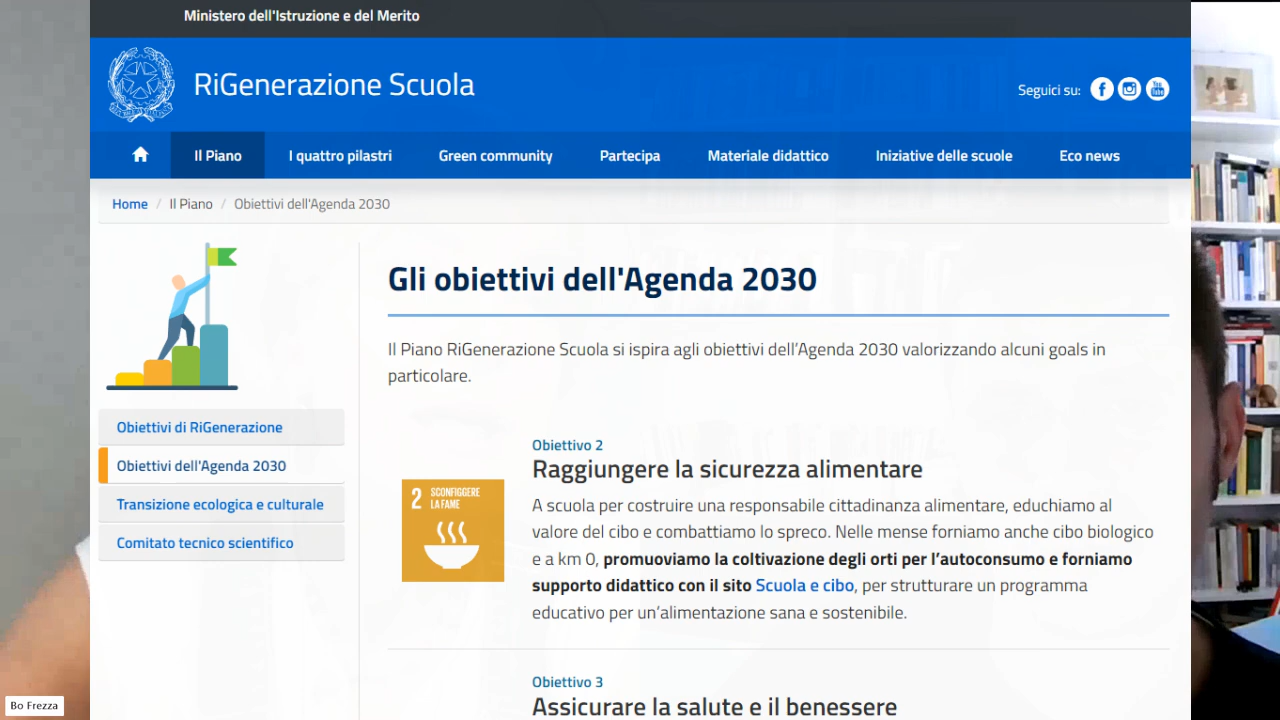 Ministero dell'Istruzione e del Merito
RiGenerazione Scuola
Seguici su:
Il Piano
I quattro pilastri
Green community
Partecipa
Materiale didattico
Iniziative delle scuole
Eco news
Home / Il Piano / Obiettivi dell'Agenda 2030
Obiettivi di RiGenerazione
Obiettivi dell'Agenda 2030
Transizione ecologica e culturale
Comitato tecnico scientifico
Gli obiettivi dell'Agenda 2030
Il Piano RiGenerazione Scuola si ispira agli obiettivi dell’Agenda 2030 valorizzando alcuni goals in
particolare.
2 SCONFIGGERE
LA FAME
Obiettivo 2
Raggiungere la sicurezza alimentare
A scuola per costruire una responsabile cittadinanza alimentare, educhiamo al
valore del cibo e combattiamo lo spreco. Nelle mense forniamo anche cibo biologico
e a km 0, promuoviamo la coltivazione degli orti per l’autoconsumo e forniamo
supporto didattico con il sito Scuola e cibo, per strutturare un programma
educativo per un’alimentazione sana e sostenibile.
Obiettivo 3
Assicurare la salute e il benessere
Bo Frezza